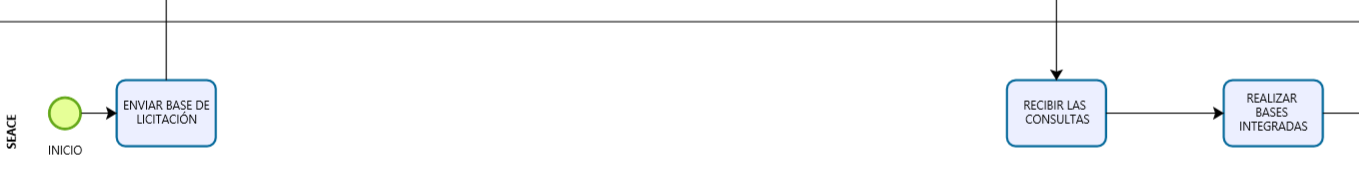 SEACE
INICIO
ENVIAR BASE DE
LICITACIÓN
RECIBIR LAS
CONSULTAS
REALIZAR
BASES
INTEGRADAS